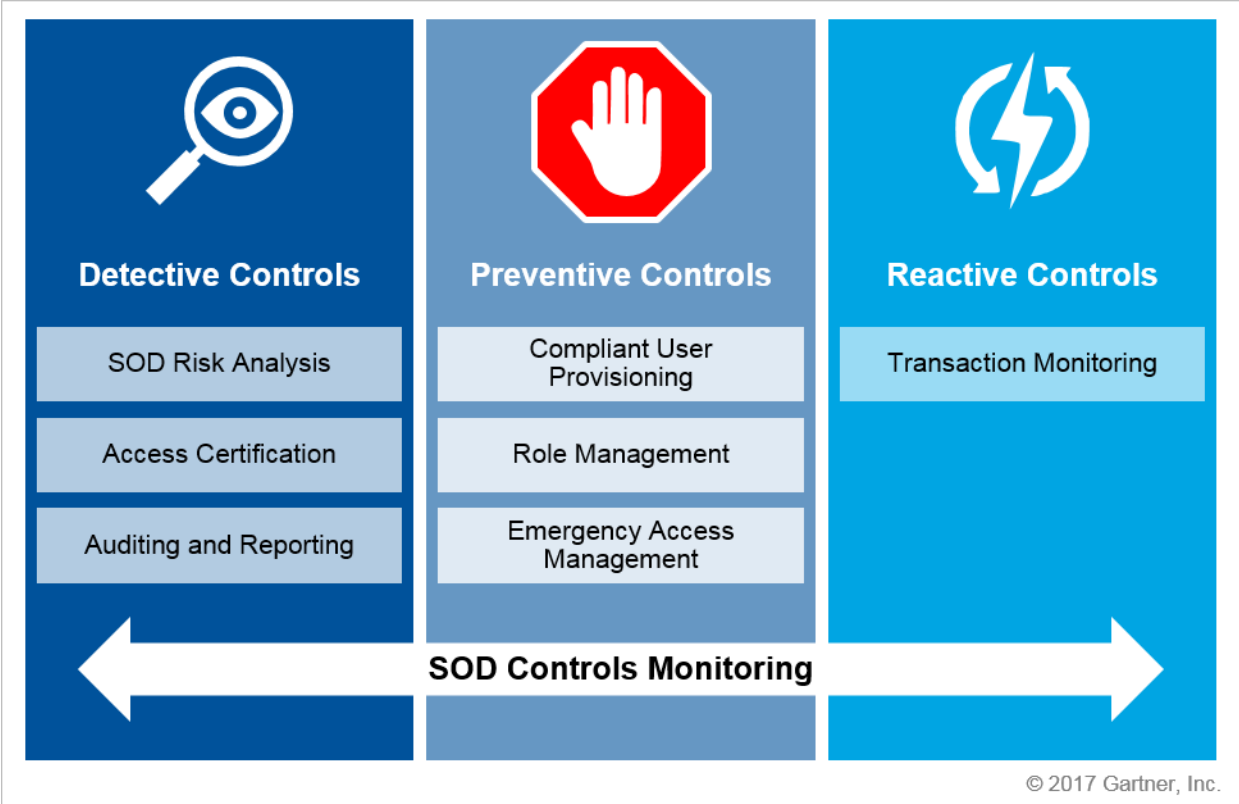 Detective Controls
SOD Risk Analysis
Access Certification
Auditing and Reporting
Preventive Controls
Compliant User
Provisioning
Role Management
Emergency Access
Management
Reactive Controls
Transaction Monitoring
SOD Controls Monitoring
© 2017 Gartner, Inc.